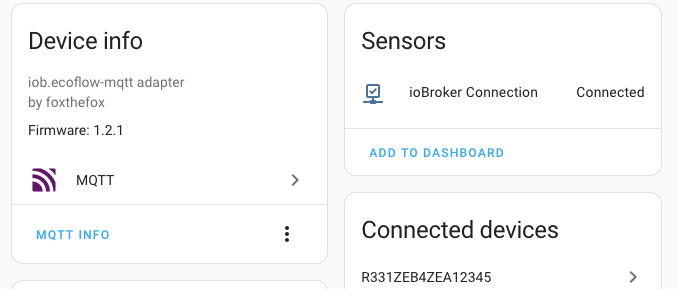 Device info
iob.ecoflow-mqtt adapter
by foxthefox
Firmware: 1.2.1
MQTT
MQTT INFO
Sensors
ioBroker Connection Connected
ADD TO DASHBOARD
Connected devices
R331ZEB4ZEA12345